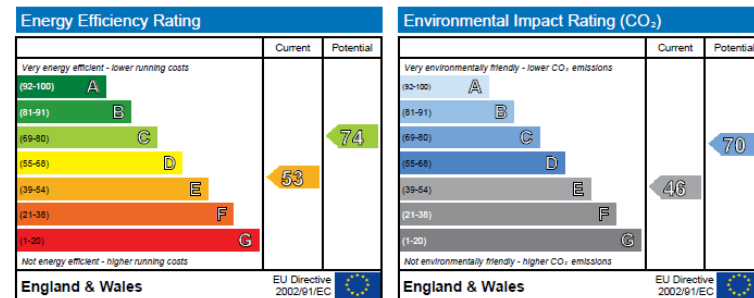 Energy Efficiency Rating
Current Potential
Very energy efficient - lower running costs
(92-100) A
(81-91) B
(69-80) C
74
(55-68) D
53
(39-54) E
(21-38) F
(1-20) G
Not energy efficient - higher running costs
England & Wales
EU Directive
2002/91/EC
Environmental Impact Rating (CO₂)
Current Potential
Very environmentally friendly - lower CO₂ emissions
(92-100) A
(81-91) B
(69-80) C
70
(55-68) D
(39-54) E
46
(21-38) F
(1-20) G
Not environmentally friendly - higher CO₂ emissions
England & Wales
EU Directive
2002/91/EC